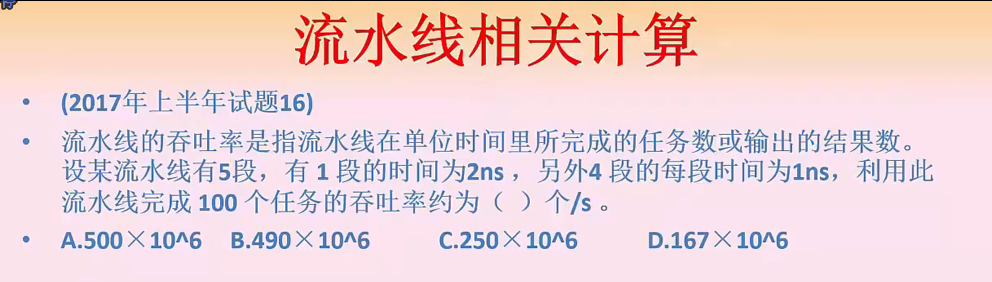 流水线相关计算
• (2017年上半年试题16)
• 流水线的吞吐率是指流水线在单位时间里所完成的任务数或输出的结果数。
设某流水线有5段，有 1 段的时间为2ns ，另外4 段的每段时间为1ns，利用此
流水线完成 100 个任务的吞吐率约为（ ）个/s 。
• A.500×10^6 B.490×10^6 C.250×10^6 D.167×10^6